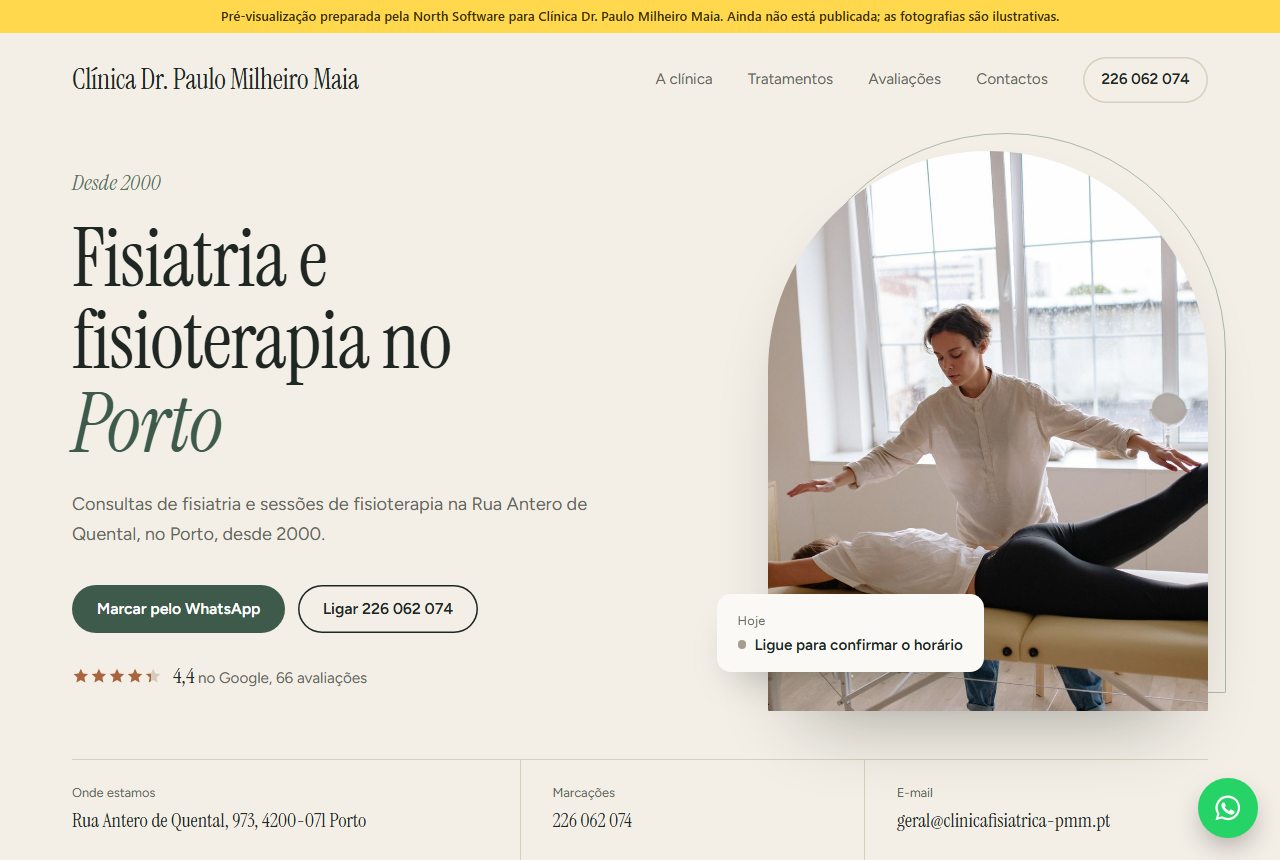 Pré-visualização preparada pela North Software para Clínica Dr. Paulo Milheiro Maia. Ainda não está publicada; as fotografias são ilustrativas.
Clínica Dr. Paulo Milheiro Maia
A clínica
Tratamentos
Avaliações
Contactos
226 062 074
Desde 2000
Fisiatria e
fisioterapia no
Porto
Consultas de fisiatria e sessões de fisioterapia na Rua Antero de
Quental, no Porto, desde 2000.
Marcar pelo WhatsApp
Ligar 226 062 074
4,4 no Google, 66 avaliações
Hoje
Ligue para confirmar o horário
Onde estamos
Rua Antero de Quental, 973, 4200-071 Porto
Marcações
226 062 074
E-mail
geral@clinicafisiatrica-pmm.pt